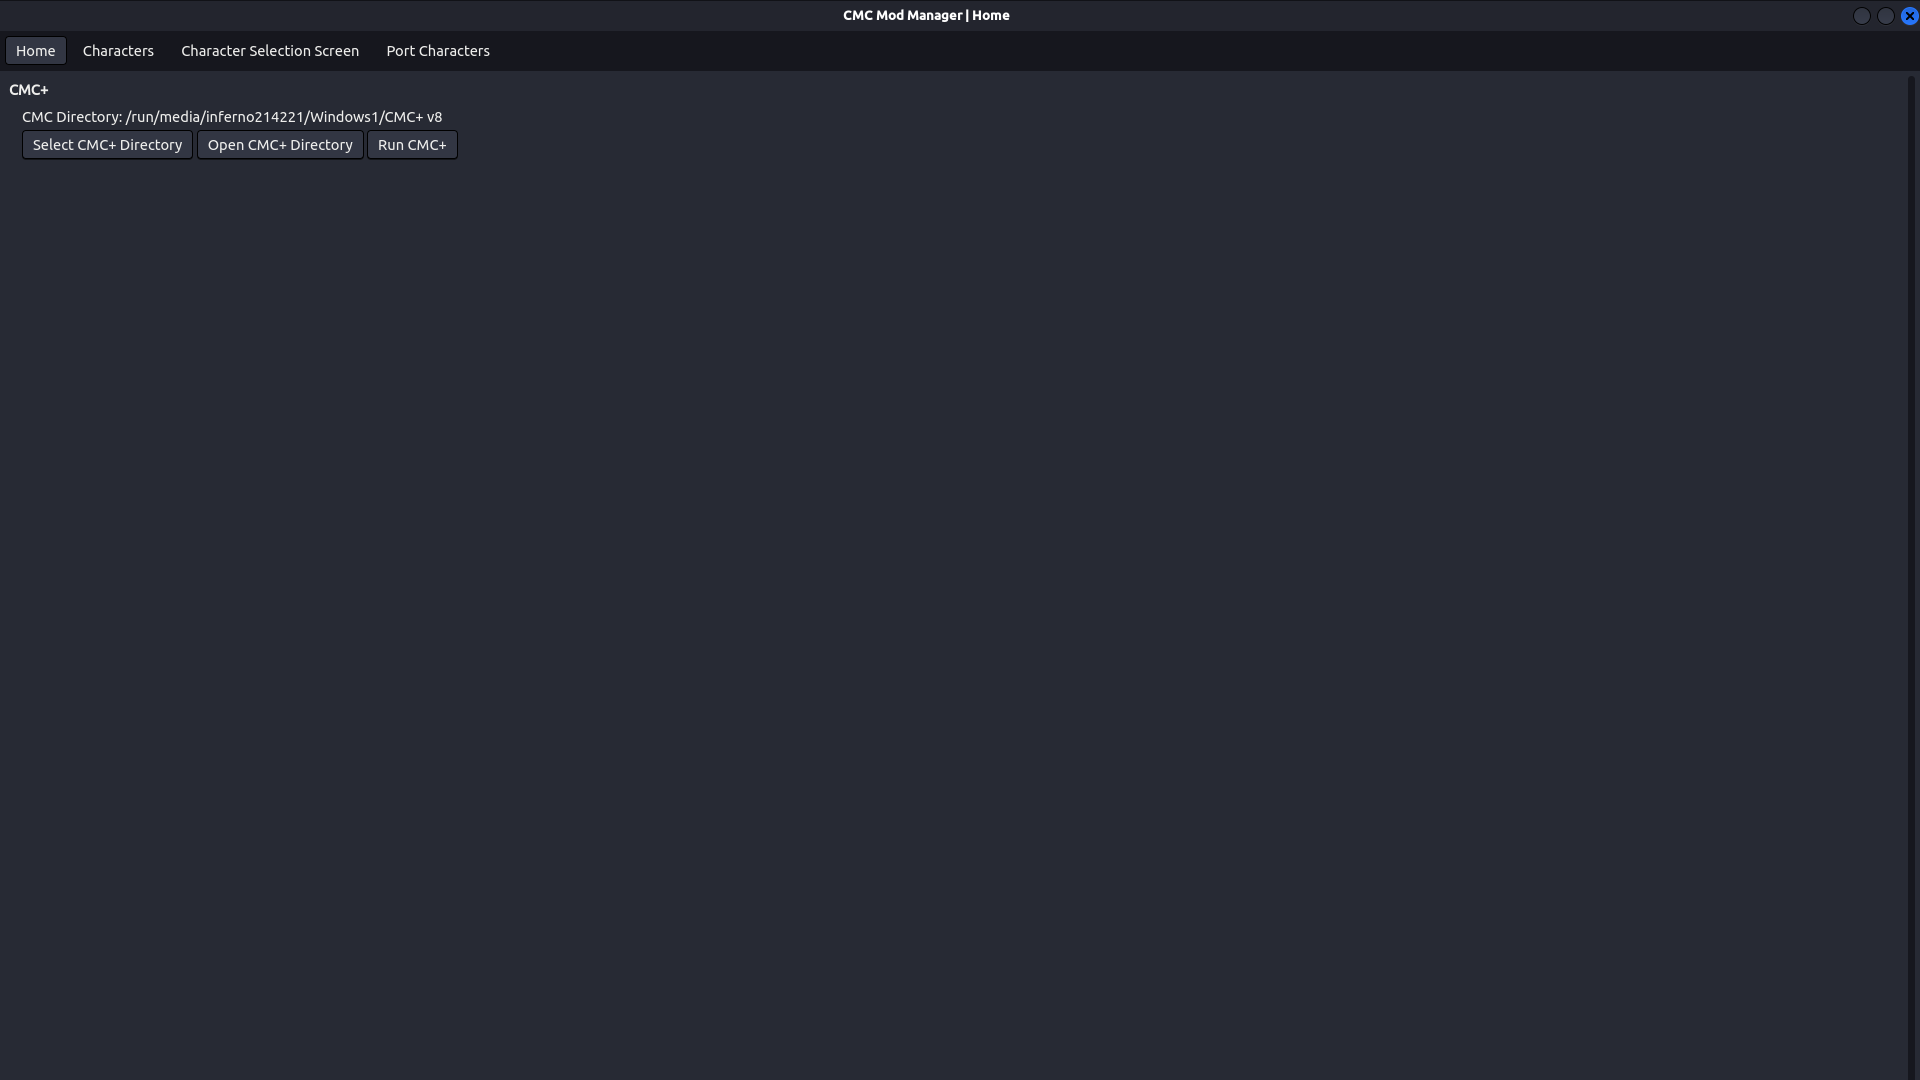 CMC Mod Manager | Home
Home Characters Character Selection Screen Port Characters
CMC+
CMC Directory: /run/media/inferno214221/Windows1/CMC+ v8
Select CMC+ Directory Open CMC+ Directory Run CMC+